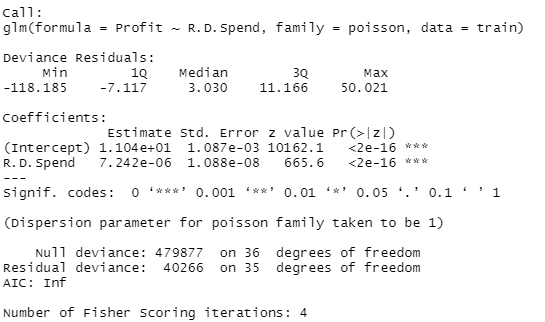 Call:
glm(formula = Profit ~ R.D.Spend, family = poisson, data = train)
Deviance Residuals:
Min 1Q Median 3Q Max
-118.185 -7.117 3.030 11.166 50.021
Coefficients:
Estimate Std. Error z value Pr(>|z|)
(Intercept) 1.104e+01 1.087e-03 10162.1 <2e-16 ***
R.D.Spend 7.242e-06 1.088e-08 665.6 <2e-16 ***
---
Signif. codes: 0 ‘***’ 0.001 ‘**’ 0.01 ‘*’ 0.05 ‘.’ 0.1 ‘ ’ 1
(Dispersion parameter for poisson family taken to be 1)
Null deviance: 479877 on 36 degrees of freedom
Residual deviance: 40266 on 35 degrees of freedom
AIC: Inf
Number of Fisher Scoring iterations: 4